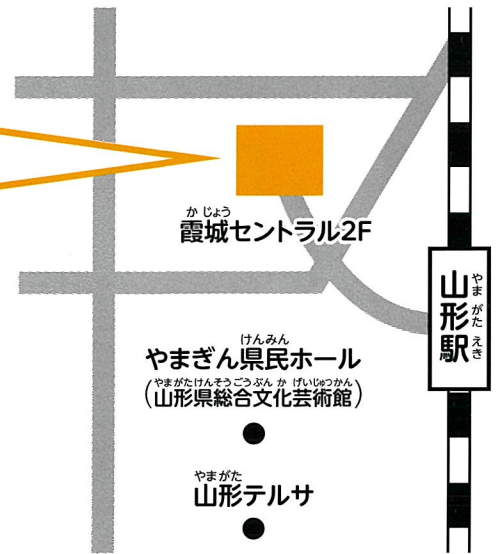 かじょう
霞城セントラル2F
やまがたえき
山形駅
けんみん
やまぎん県民ホール
やまがたけんそうごうぶんかげいじゅつかん
(山形県総合文化芸術館)
やまがた
山形テルサ